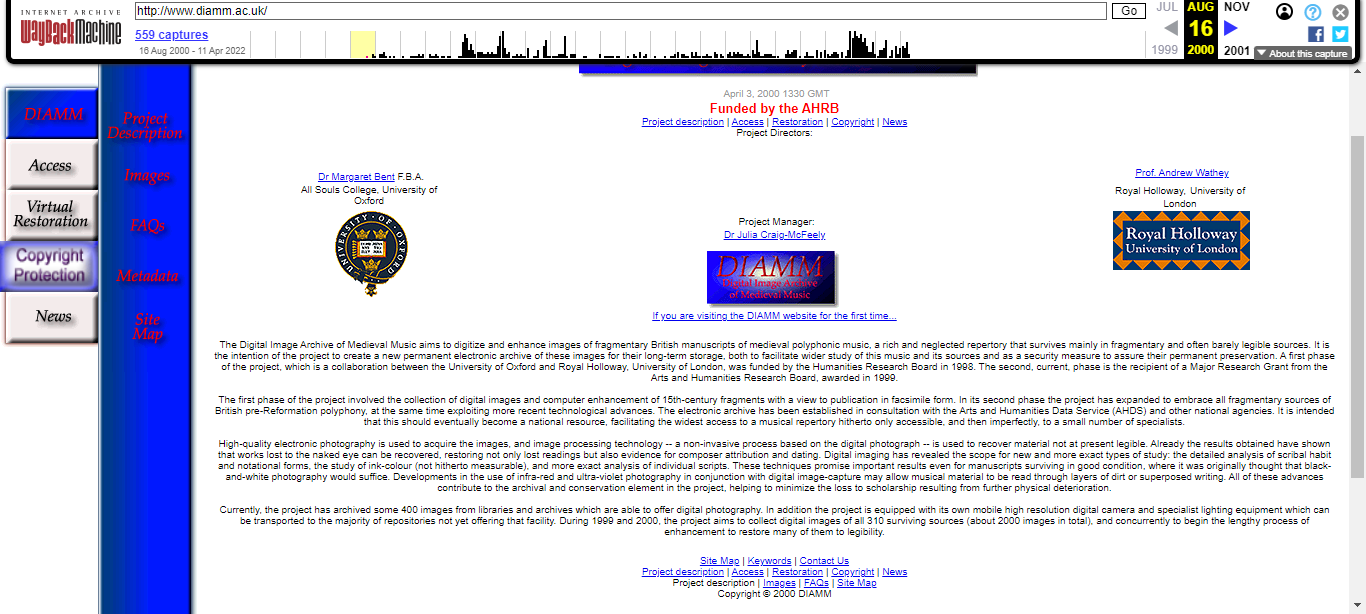 INTERNET ARCHIVE
WayBackMachine
http://www.diamm.ac.uk/
Go
559 captures
16 Aug 2000 - 11 Apr 2022
JUL AUG NOV
16
1999 2000 2001
About this capture
DIAMM
Access
Virtual
Restoration
Copyright
Protection
News
Project
Description
Images
FAQs
Metadata
Site
Map
April 3, 2000 1330 GMT
Funded by the AHRB
Project description | Access | Restoration | Copyright | News
Project Directors:
Dr Margaret Bent F.B.A.
All Souls College, University of
Oxford
UNIVERSITY OF OXFORD
Prof. Andrew Wathey
Royal Holloway, University of
London
Royal Holloway
University of London
Project Manager:
Dr Julia Craig-McFeely
DIAMM
Digital Image Archive
of Medieval Music
If you are visiting the DIAMM website for the first time...
The Digital Image Archive of Medieval Music aims to digitize and enhance images of fragmentary British manuscripts of medieval polyphonic music, a rich and neglected repertory that survives mainly in fragmentary and often barely legible sources. It is
the intention of the project to create a new permanent electronic archive of these images for their long-term storage, both to facilitate wider study of this music and its sources and as a security measure to assure their permanent preservation. A first phase
of the project, which is a collaboration between the University of Oxford and Royal Holloway, University of London, was funded by the Humanities Research Board in 1998. The second, current, phase is the recipient of a Major Research Grant from the
Arts and Humanities Research Board, awarded in 1999.
The first phase of the project involved the collection of digital images and computer enhancement of 15th-century fragments with a view to publication in facsimile form. In its second phase the project has expanded to embrace all fragmentary sources of
British pre-Reformation polyphony, at the same time exploiting more recent technological advances. The electronic archive has been established in consultation with the Arts and Humanities Data Service (AHDS) and other national agencies. It is intended
that this should eventually become a national resource, facilitating the widest access to a musical repertory hitherto only accessible, and then imperfectly, to a small number of specialists.
High-quality electronic photography is used to acquire the images, and image processing technology -- a non-invasive process based on the digital photograph -- is used to recover material not at present legible. Already the results obtained have shown
that works lost to the naked eye can be recovered, restoring not only lost readings but also evidence for composer attribution and dating. Digital imaging has revealed the scope for new and more exact types of study: the detailed analysis of scribal habit
and notational forms, the study of ink-colour (not hitherto measurable), and more exact analysis of individual scripts. These techniques promise important results even for manuscripts surviving in good condition, where it was originally thought that black-
and-white photography would suffice. Developments in the use of infra-red and ultra-violet photography in conjunction with digital image-capture may allow musical material to be read through layers of dirt or superposed writing. All of these advances
contribute to the archival and conservation element in the project, helping to minimize the loss to scholarship resulting from further physical deterioration.
Currently, the project has archived some 400 images from libraries and archives which are able to offer digital photography. In addition the project is equipped with its own mobile high resolution digital camera and specialist lighting equipment which can
be transported to the majority of repositories not yet offering that facility. During 1999 and 2000, the project aims to collect digital images of all 310 surviving sources (about 2000 images in total), and concurrently to begin the lengthy process of
enhancement to restore many of them to legibility.
Site Map | Keywords | Contact Us
Project description | Access | Restoration | Copyright | News
Project description | Images | FAQs | Site Map
Copyright © 2000 DIAMM